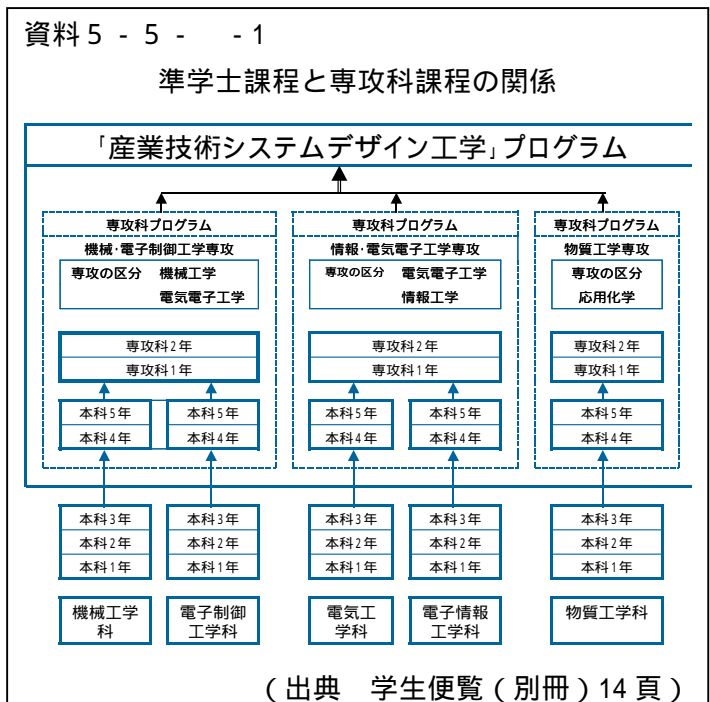 資料５-５-　-１
準学士課程と専攻科課程の関係
「産業技術システムデザイン工学」プログラム
専攻科プログラム
機械･電子制御工学専攻
専攻の区分　機械工学
電気電子工学
専攻科2年
専攻科1年
本科5年
本科4年
本科5年
本科4年
専攻科プログラム
情報･電気電子工学専攻
専攻の区分　電気電子工学
情報工学
専攻科2年
専攻科1年
本科5年
本科4年
本科5年
本科4年
専攻科プログラム
物質工学専攻
専攻の区分
応用化学
専攻科2年
専攻科1年
本科5年
本科4年
本科3年
本科2年
本科1年
機械工学
科
本科3年
本科2年
本科1年
電子制御
工学科
本科3年
本科2年
本科1年
電気工
学科
本科3年
本科2年
本科1年
電子情報
工学科
本科3年
本科2年
本科1年
物質工学科
（出典　学生便覧（別冊）14頁）